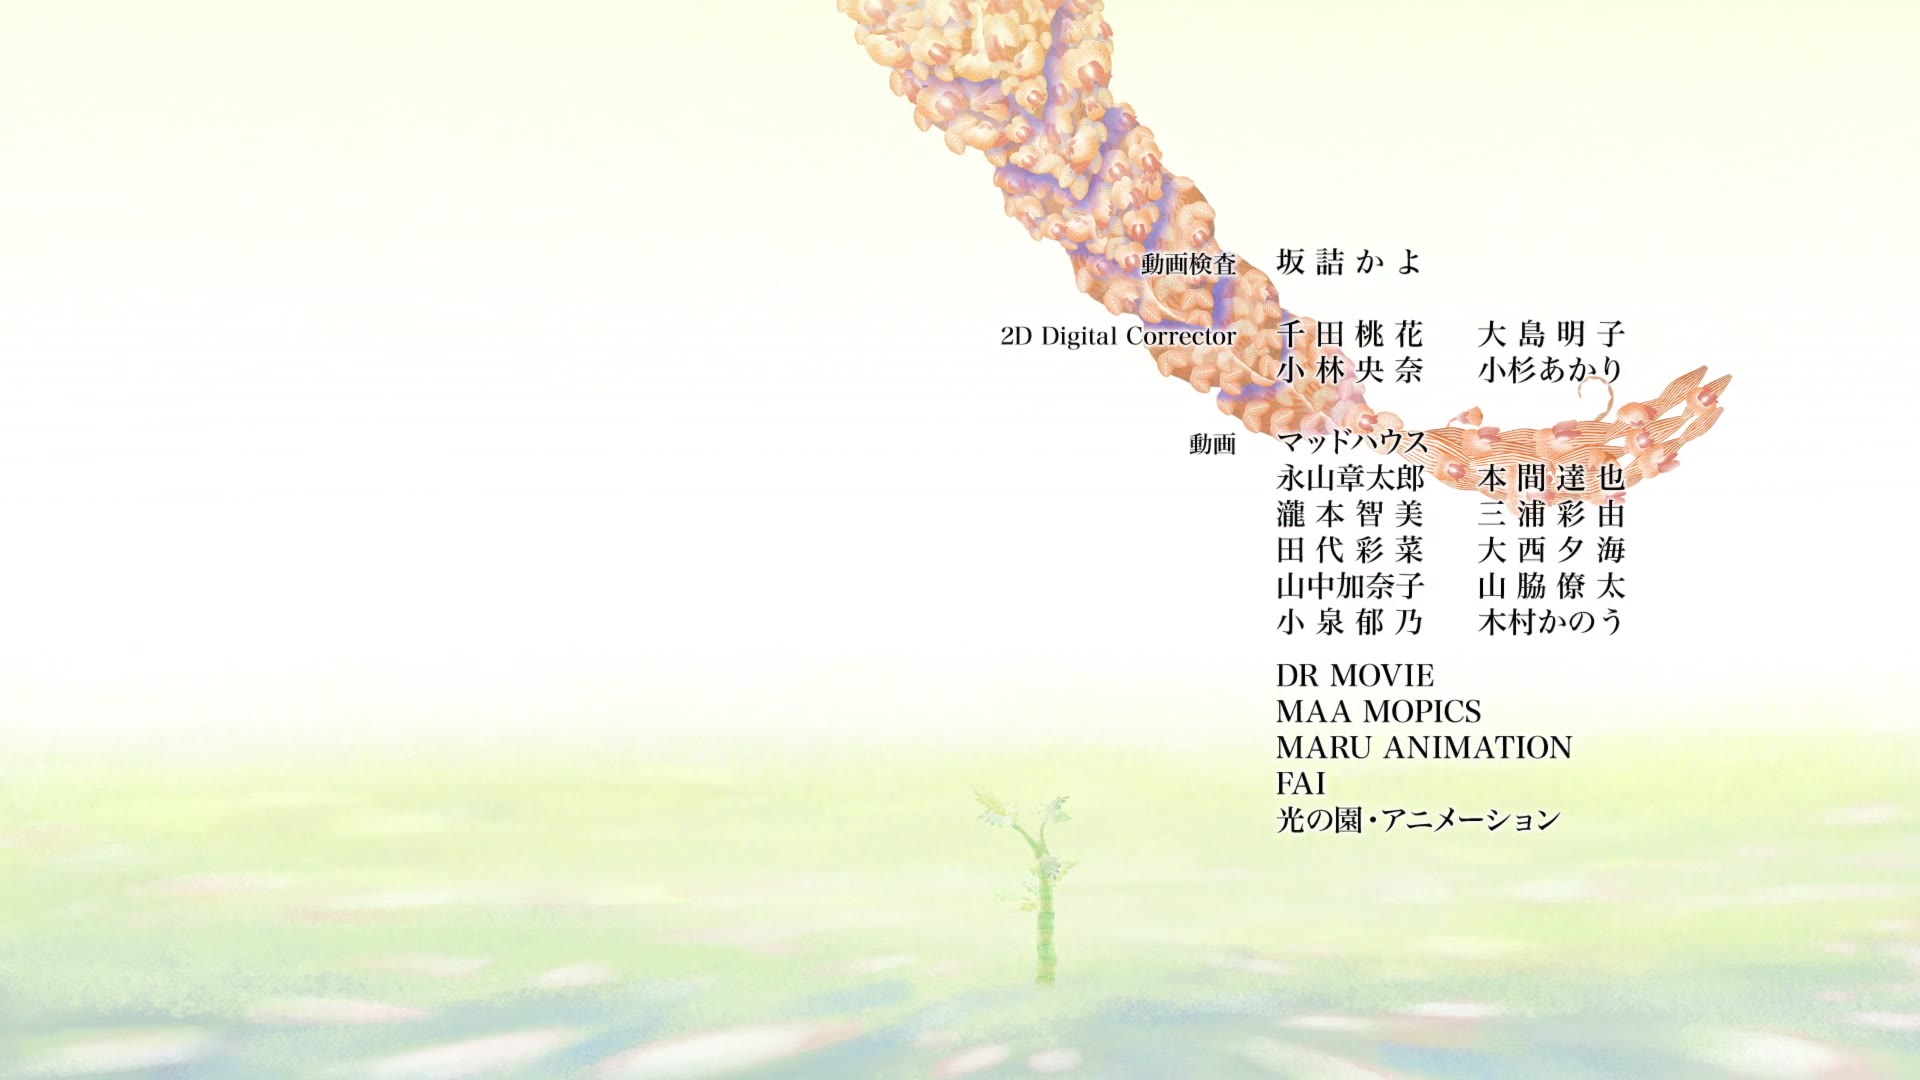 動画検査 坂詰かよ
2D Digital Corrector 千田桃花 大島明子
小林央奈 小杉あかり
動画 マッドハウス
永山章太郎 本間達也
瀧本智美 三浦彩由
田代彩菜 大西夕海
山中加奈子 山脇僚太
小泉郁乃 木村かのう
DR MOVIE
MAA MOPICS
MARU ANIMATION
FAI
光の園・アニメーション